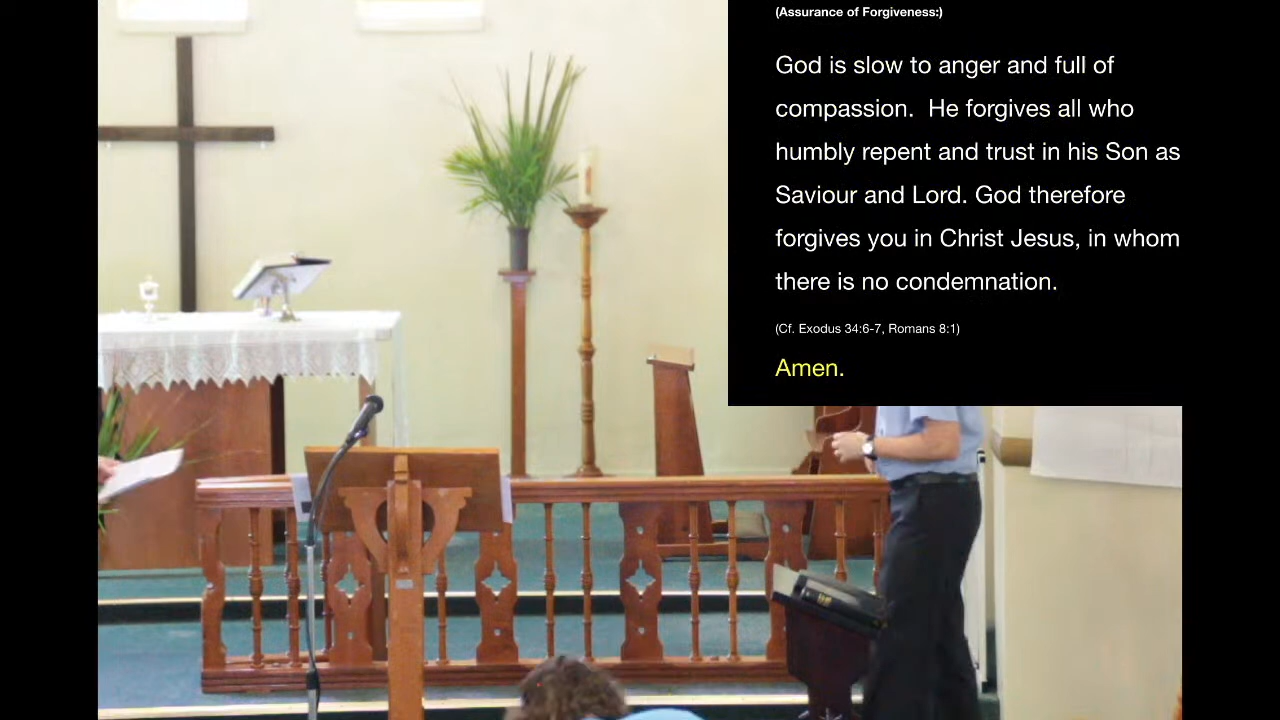 (Assurance of Forgiveness:)
God is slow to anger and full of
compassion.  He forgives all who
humbly repent and trust in his Son as
Saviour and Lord. God therefore
forgives you in Christ Jesus, in whom
there is no condemnation.
(Cf. Exodus 34:6-7, Romans 8:1)
Amen.